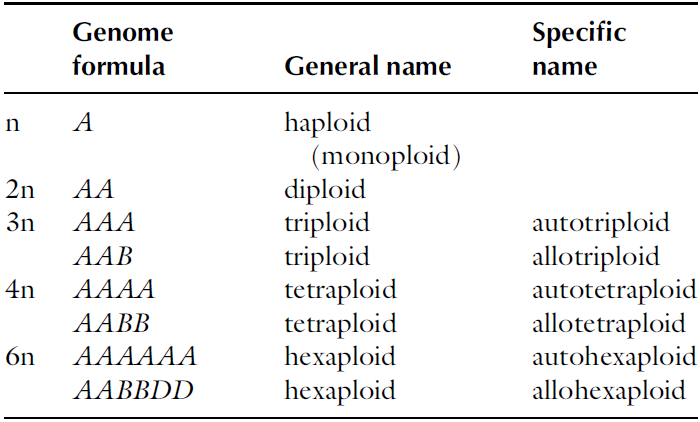 Genome Specific
formula General name name
n A haploid
(monoploid)
2n AA diploid
3n AAA triploid autotriploid
AAB triploid allotriploid
4n AAAA tetraploid autotetraploid
AABB tetraploid allotetraploid
6n AAAAAA hexaploid autohexaploid
AABBDD hexaploid allohexaploid